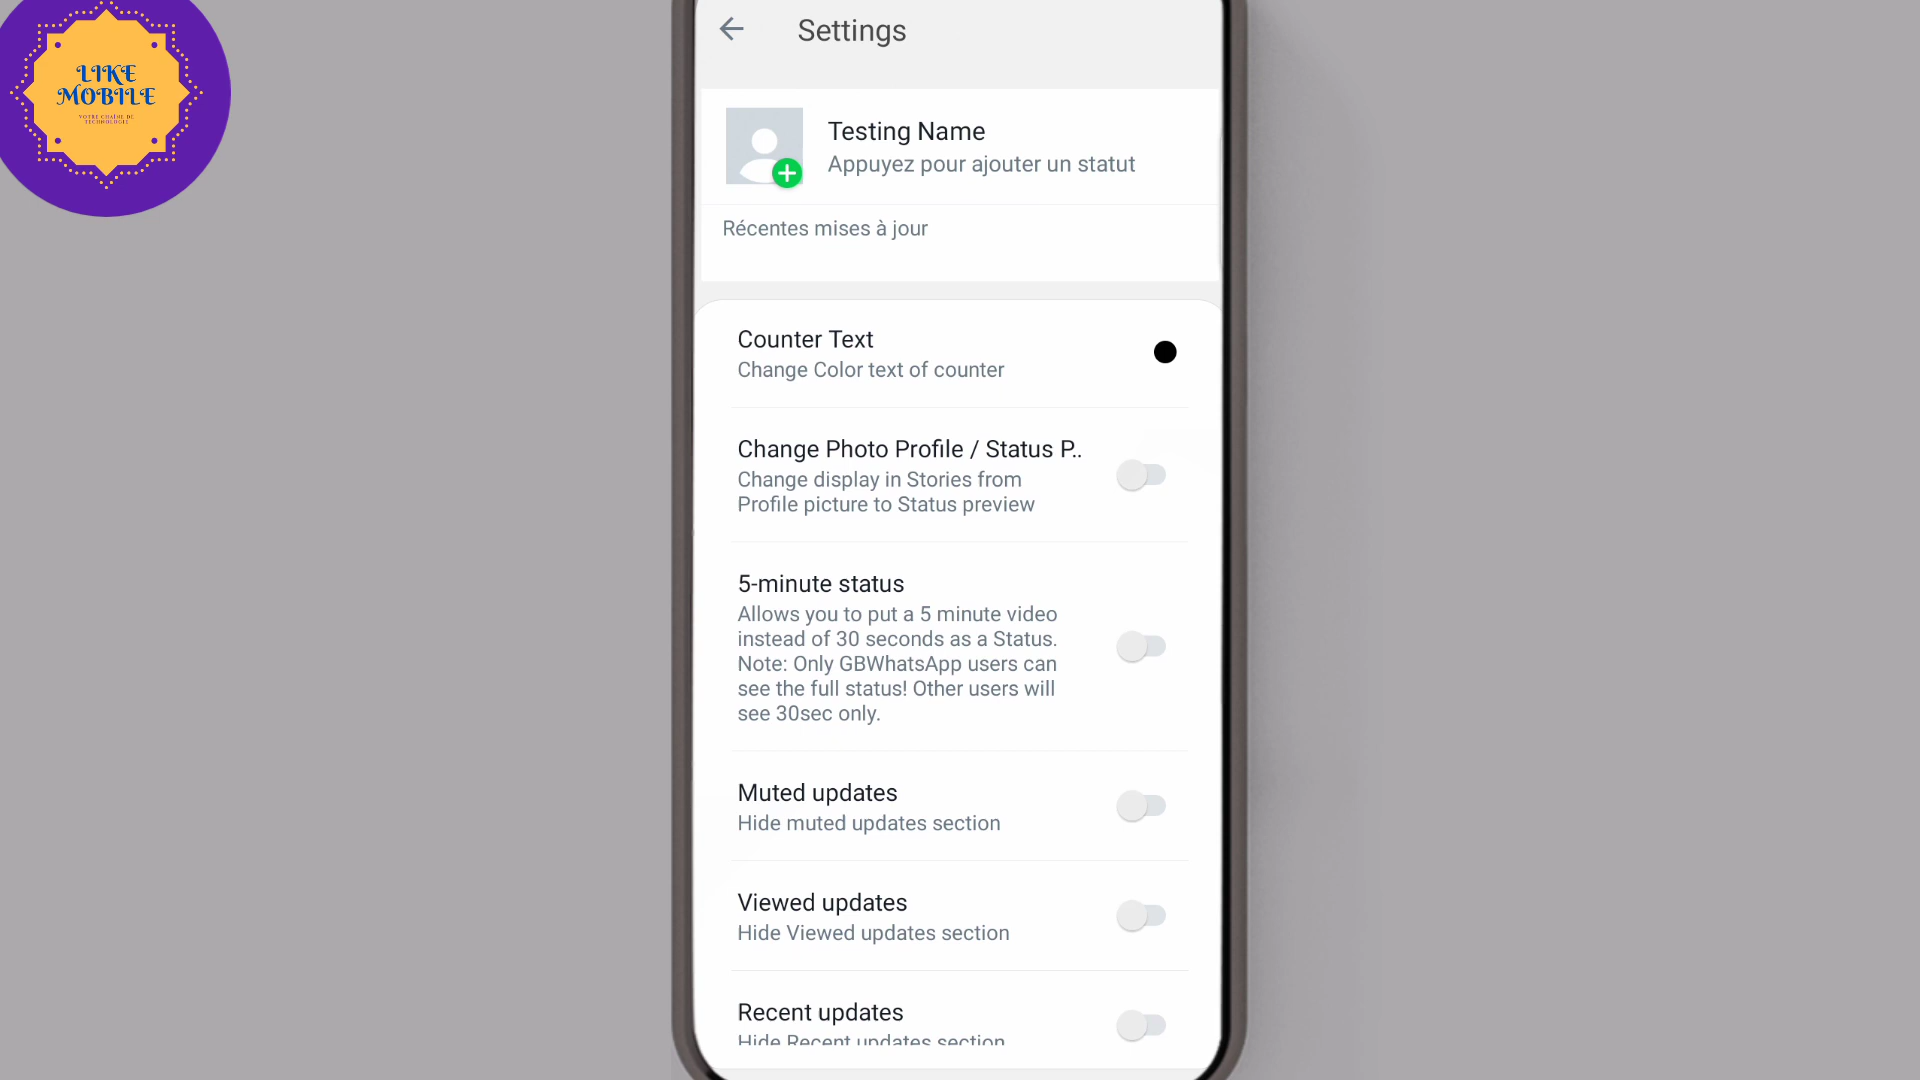 LIKE
MOBILE
VOTRE CHAÎNE DE
TECHNOLOGIE
Settings
Testing Name
Appuyez pour ajouter un statut
Récentes mises à jour
Counter Text
Change Color text of counter
Change Photo Profile / Status P..
Change display in Stories from
Profile picture to Status preview
5-minute status
Allows you to put a 5 minute video
instead of 30 seconds as a Status.
Note: Only GBWhatsApp users can
see the full status! Other users will
see 30sec only.
Muted updates
Hide muted updates section
Viewed updates
Hide Viewed updates section
Recent updates
Hide Recent updates section